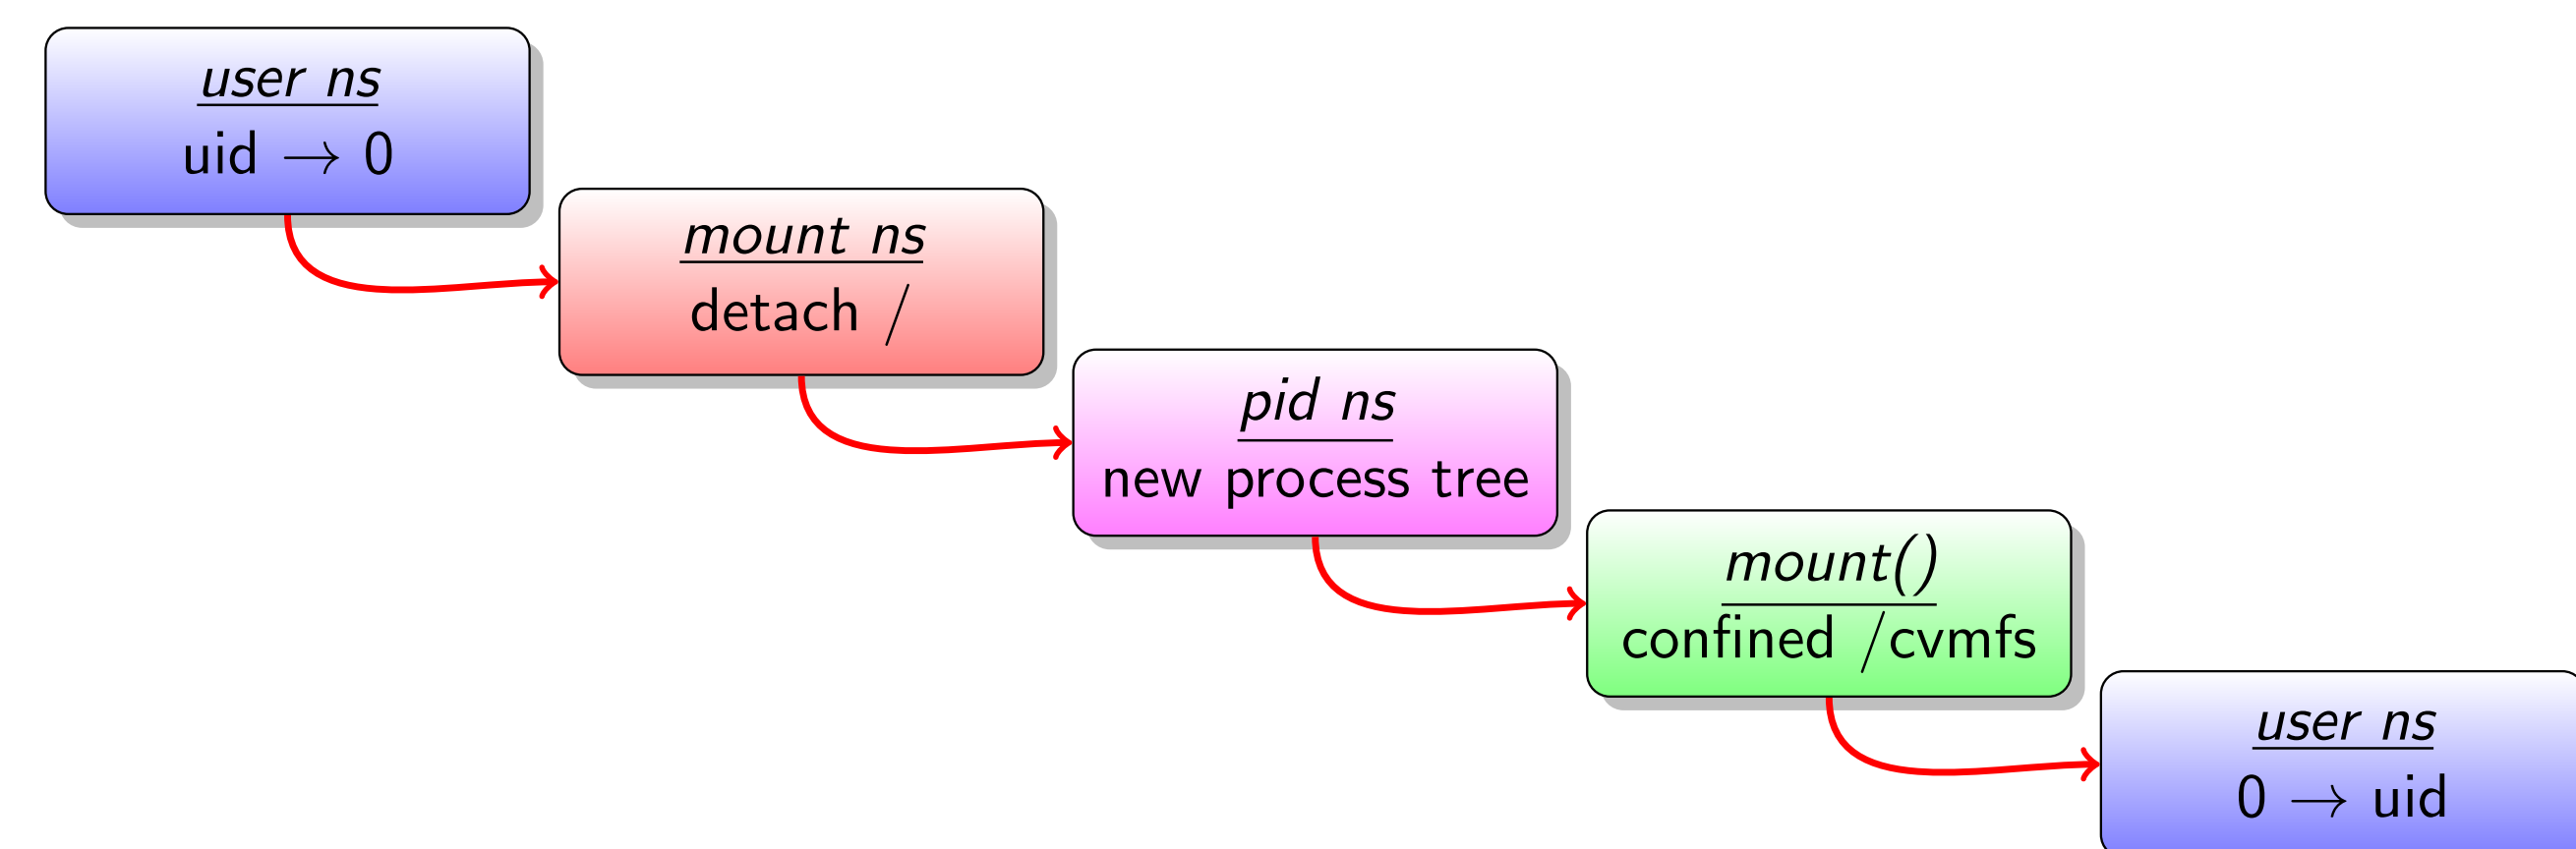 user ns
uid → 0
mount ns
detach /
pid ns
new process tree
mount()
confined /cvmfs
user ns
0 → uid